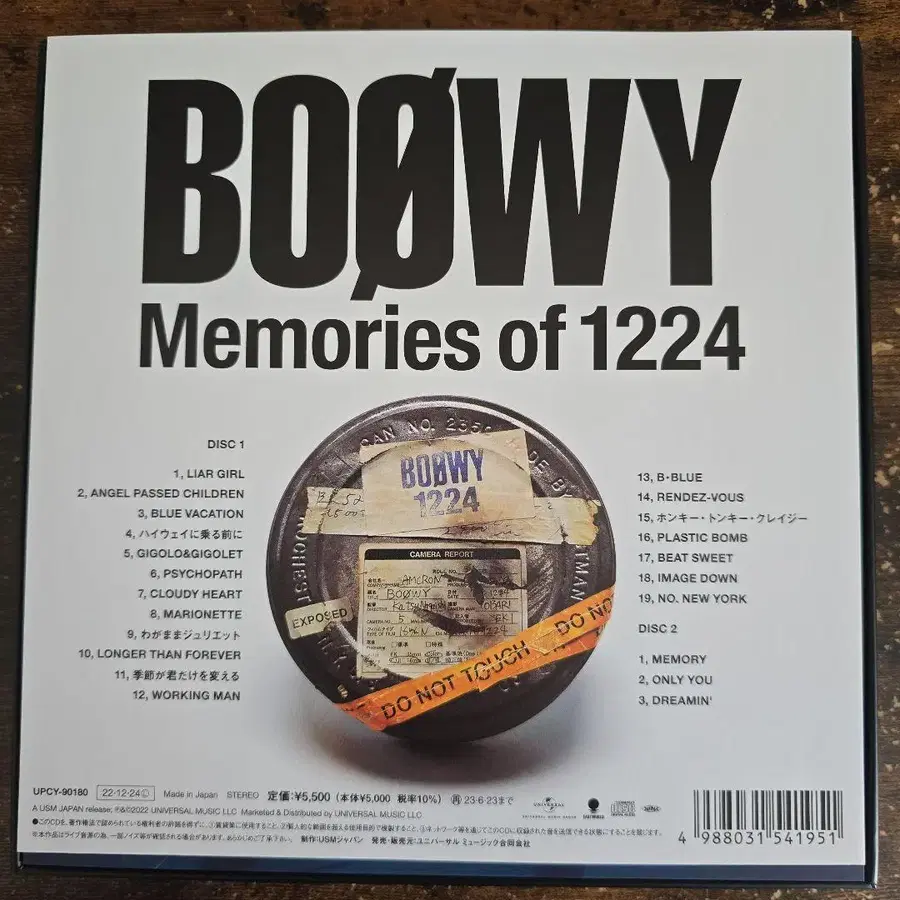 BOØWY
Memories of 1224
DISC 1
1, LIAR GIRL
2, ANGEL PASSED CHILDREN
3, BLUE VACATION
4, ハイウェイに乗る前に
5, GIGOLO&GIGOLET
6, PSYCHOPATH
7, CLOUDY HEART
8, MARIONETTE
9, わがままジュリエット
10, LONGER THAN FOREVER
11, 季節が君だけを変える
12, WORKING MAN
CAN NO.
BOØWY
1224
CAMERA REPORT
BOØWY
EXPOSED
DO NOT TOUCH
DO NO
13, B・BLUE
14, RENDEZ-VOUS
15, ホンキー・トンキー・クレイジー
16, PLASTIC BOMB
17, BEAT SWEET
18, IMAGE DOWN
19, NO. NEW YORK
DISC 2
1, MEMORY
2, ONLY YOU
3, DREAMIN'
UPCY-90180 22・12・24Ⓒ Made in Japan STEREO 定価:¥5,500 (本体¥5,000 税率10%) 再 23・6・23まで
A USM JAPAN release; Ⓟ&©2022 UNIVERSAL MUSIC LLC Marketed & Distributed by UNIVERSAL MUSIC LLC
制作:USMジャパン 発売・販売元:ユニバーサル ミュージック合同会社
4 988031 541951